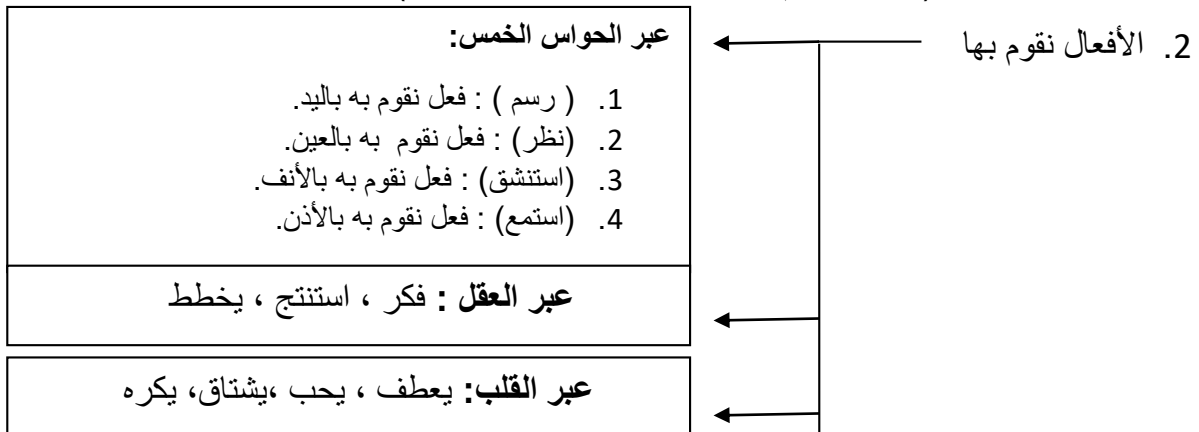 2. الأفعال نقوم بها
عبر الحواس الخمس:
1. ( رسم ) : فعل نقوم به باليد.
2. (نظر) : فعل نقوم به بالعين.
3. (استنشق) : فعل نقوم به بالأنف.
4. (استمع) : فعل نقوم به بالأذن.
عبر العقل : فكر ، استنتج ، يخطط
عبر القلب: يعطف ، يحب ،يشتاق، يكره